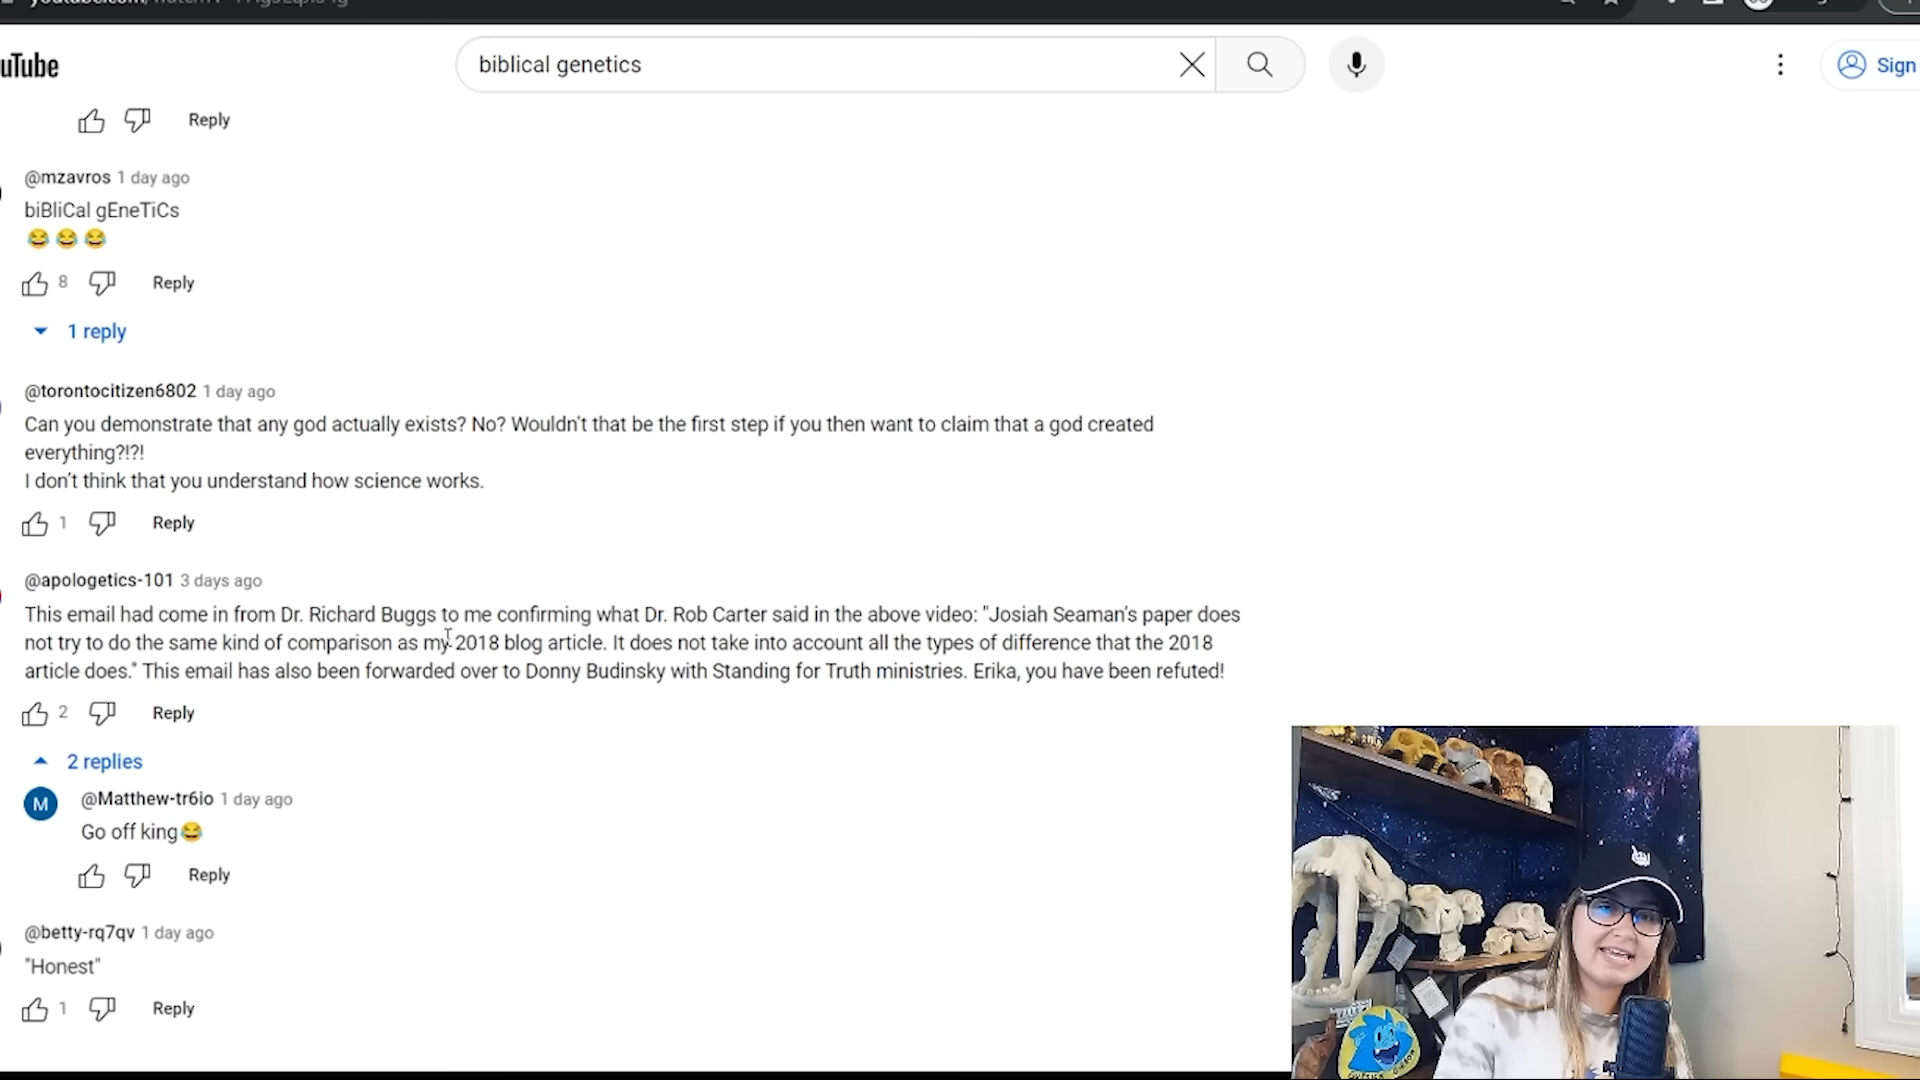 uTube
biblical genetics
Sign
Reply
@mzavros 1 day ago
biBliCal gEneTiCs
😂 😂 😂
8 Reply
1 reply
@torontocitizen6802 1 day ago
Can you demonstrate that any god actually exists? No? Wouldn't that be the first step if you then want to claim that a god created
everything?!?!
I don't think that you understand how science works.
1 Reply
@apologetics-101 3 days ago
This email had come in from Dr. Richard Buggs to me confirming what Dr. Rob Carter said in the above video: "Josiah Seaman's paper does
not try to do the same kind of comparison as my 2018 blog article. It does not take into account all the types of difference that the 2018
article does." This email has also been forwarded over to Donny Budinsky with Standing for Truth ministries. Erika, you have been refuted!
2 Reply
2 replies
M
@Matthew-tr6io 1 day ago
Go off king😂
Reply
@betty-rq7qv 1 day ago
"Honest"
1 Reply